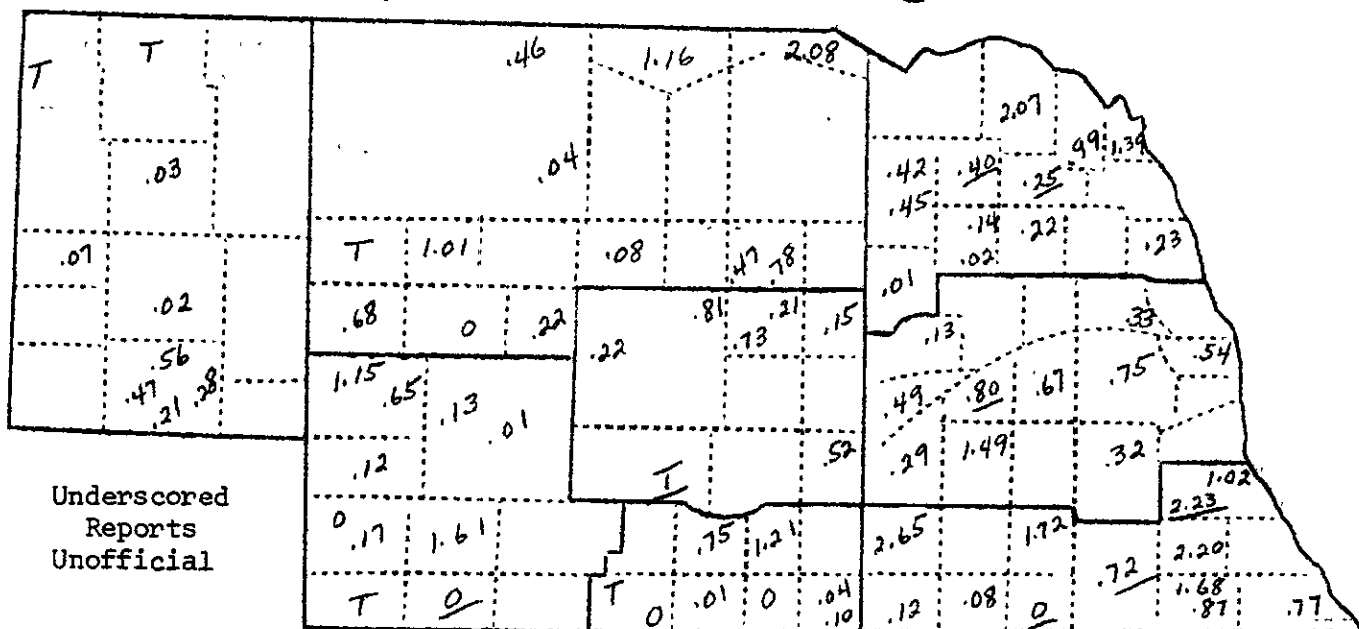 .46 1.16 2.08
T T
2.07
.99 1.39
.03 .04 .42 .40 .25
.45
.14 .22 .23
.07 T 1.01 .08 .47 .78 .02
.01
.02 .68 0 .22 .81 .21 .15
.73 .13 .33
.56 .22 .54
.47 .21 .28 1.15 .65 .13 .01 .49 .80 .67 .75
.12 .52 .29 1.49 .32
T 1.02
2.23
Underscored
Reports
Unofficial
0 .17 1.61 .75 1.21 2.65 1.72 2.20
.72
T 0 T 0 .01 0 .04 .12 .08 0 1.68
.10 .87 .77